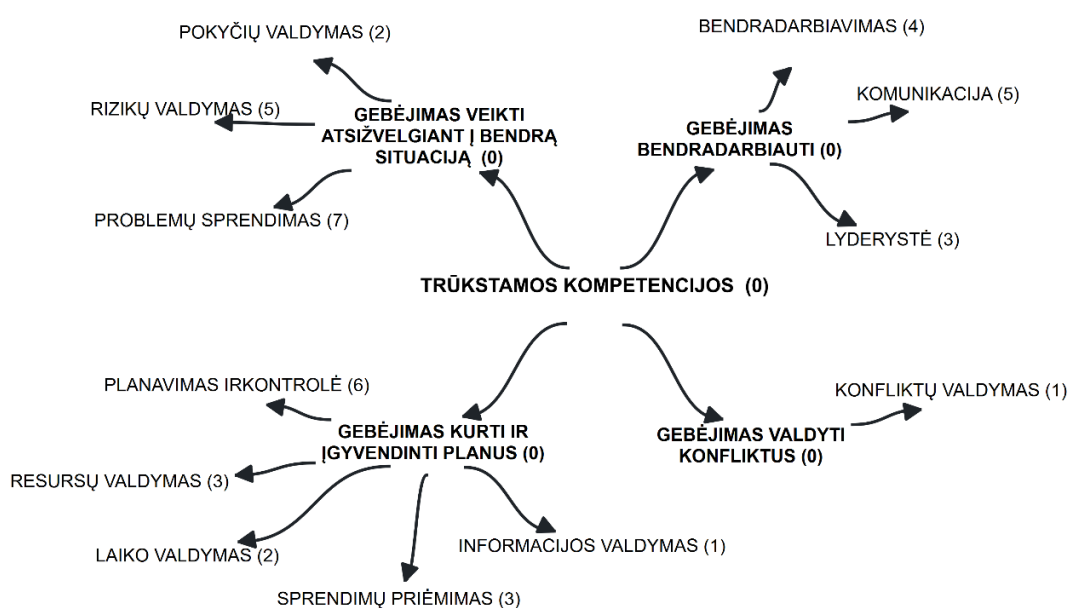 POKYČIŲ VALDYMAS (2)
BENDRADARBIAVIMAS (4)
RIZIKŲ VALDYMAS (5)
KOMUNIKACIJA (5)
GEBĖJIMAS VEIKTI
ATSIŽVELGIANT Į BENDRĄ
SITUACIJĄ (0)
GEBĖJIMAS
BENDRADARBIAUTI (0)
PROBLEMŲ SPRENDIMAS (7)
LYDERYSTĖ (3)
TRŪKSTAMOS KOMPETENCIJOS (0)
PLANAVIMAS IRKONTROLĖ (6)
KONFLIKTŲ VALDYMAS (1)
GEBĖJIMAS KURTI IR
ĮGYVENDINTI PLANUS (0)
GEBĖJIMAS VALDYTI
KONFLIKTUS (0)
RESURSŲ VALDYMAS (3)
LAIKO VALDYMAS (2)
INFORMACIJOS VALDYMAS (1)
SPRENDIMŲ PRIĖMIMAS (3)